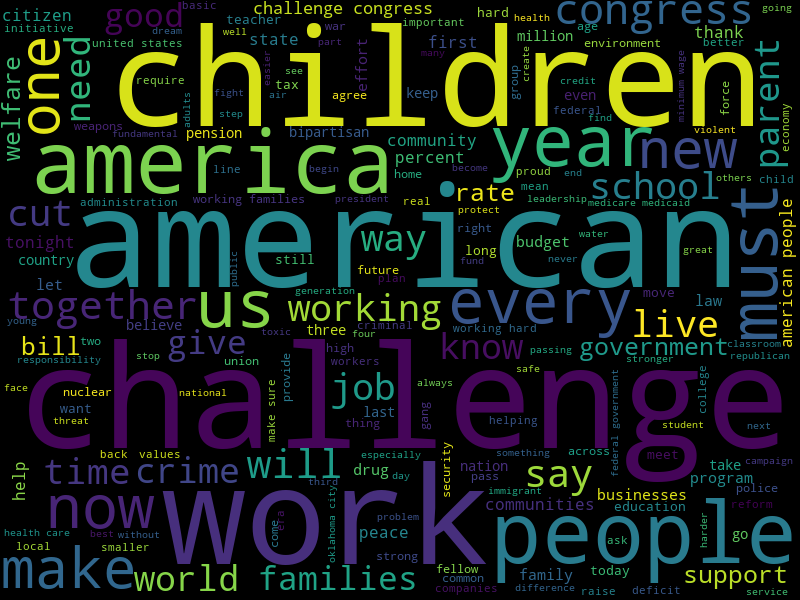 citizen
initiative
good
basic
teacher
challenge congress
war
part
important
hard
health
congress
going
dream
well
united states
state
first
million
age
environment
thank
better
one
need
children
welfare
require
adults
fight
step
easier
see
tax
air
effort
agree
many
keep
group
create
credit
federal
even
find
minimum wage
force
parent
economy
weapons
fundamental
pension
bipartisan
community
percent
year
new
violent
others
child
america
line
begin
home
become
proud
mean
end
school
administration
working families
president
real
rate
protect
leadership
medicare medicaid
cut
tonight
country
american
way
still
public
future
plan
long
right
fund
budget
water
never
great
must
american people
let
together
us
generation
working
every
move
law
live
young
believe
toxic
three
criminal
four
working hard
bill
two
responsibility
give
stop
union
high
workers
know
passing
government
stronger
classroom
republican
safe
face
threat
want
nuclear
national
challenge
make sure
provide
job
last
thing
gang
always
helping
federal government
college
student
next
meet
back
values
especially
security
something
across
campaign
help
time
crime
will
third
drug
day
nation
pass
say
take
program
immigrant
communities
businesses
education
police
reform
now
work
era
come
oklahoma city
problem
peace
strong
people
ask
harder
go
health care
best
without
local
smaller
make
world
families
fellow
common
companies
family
difference
today
raise
deficit
support
service